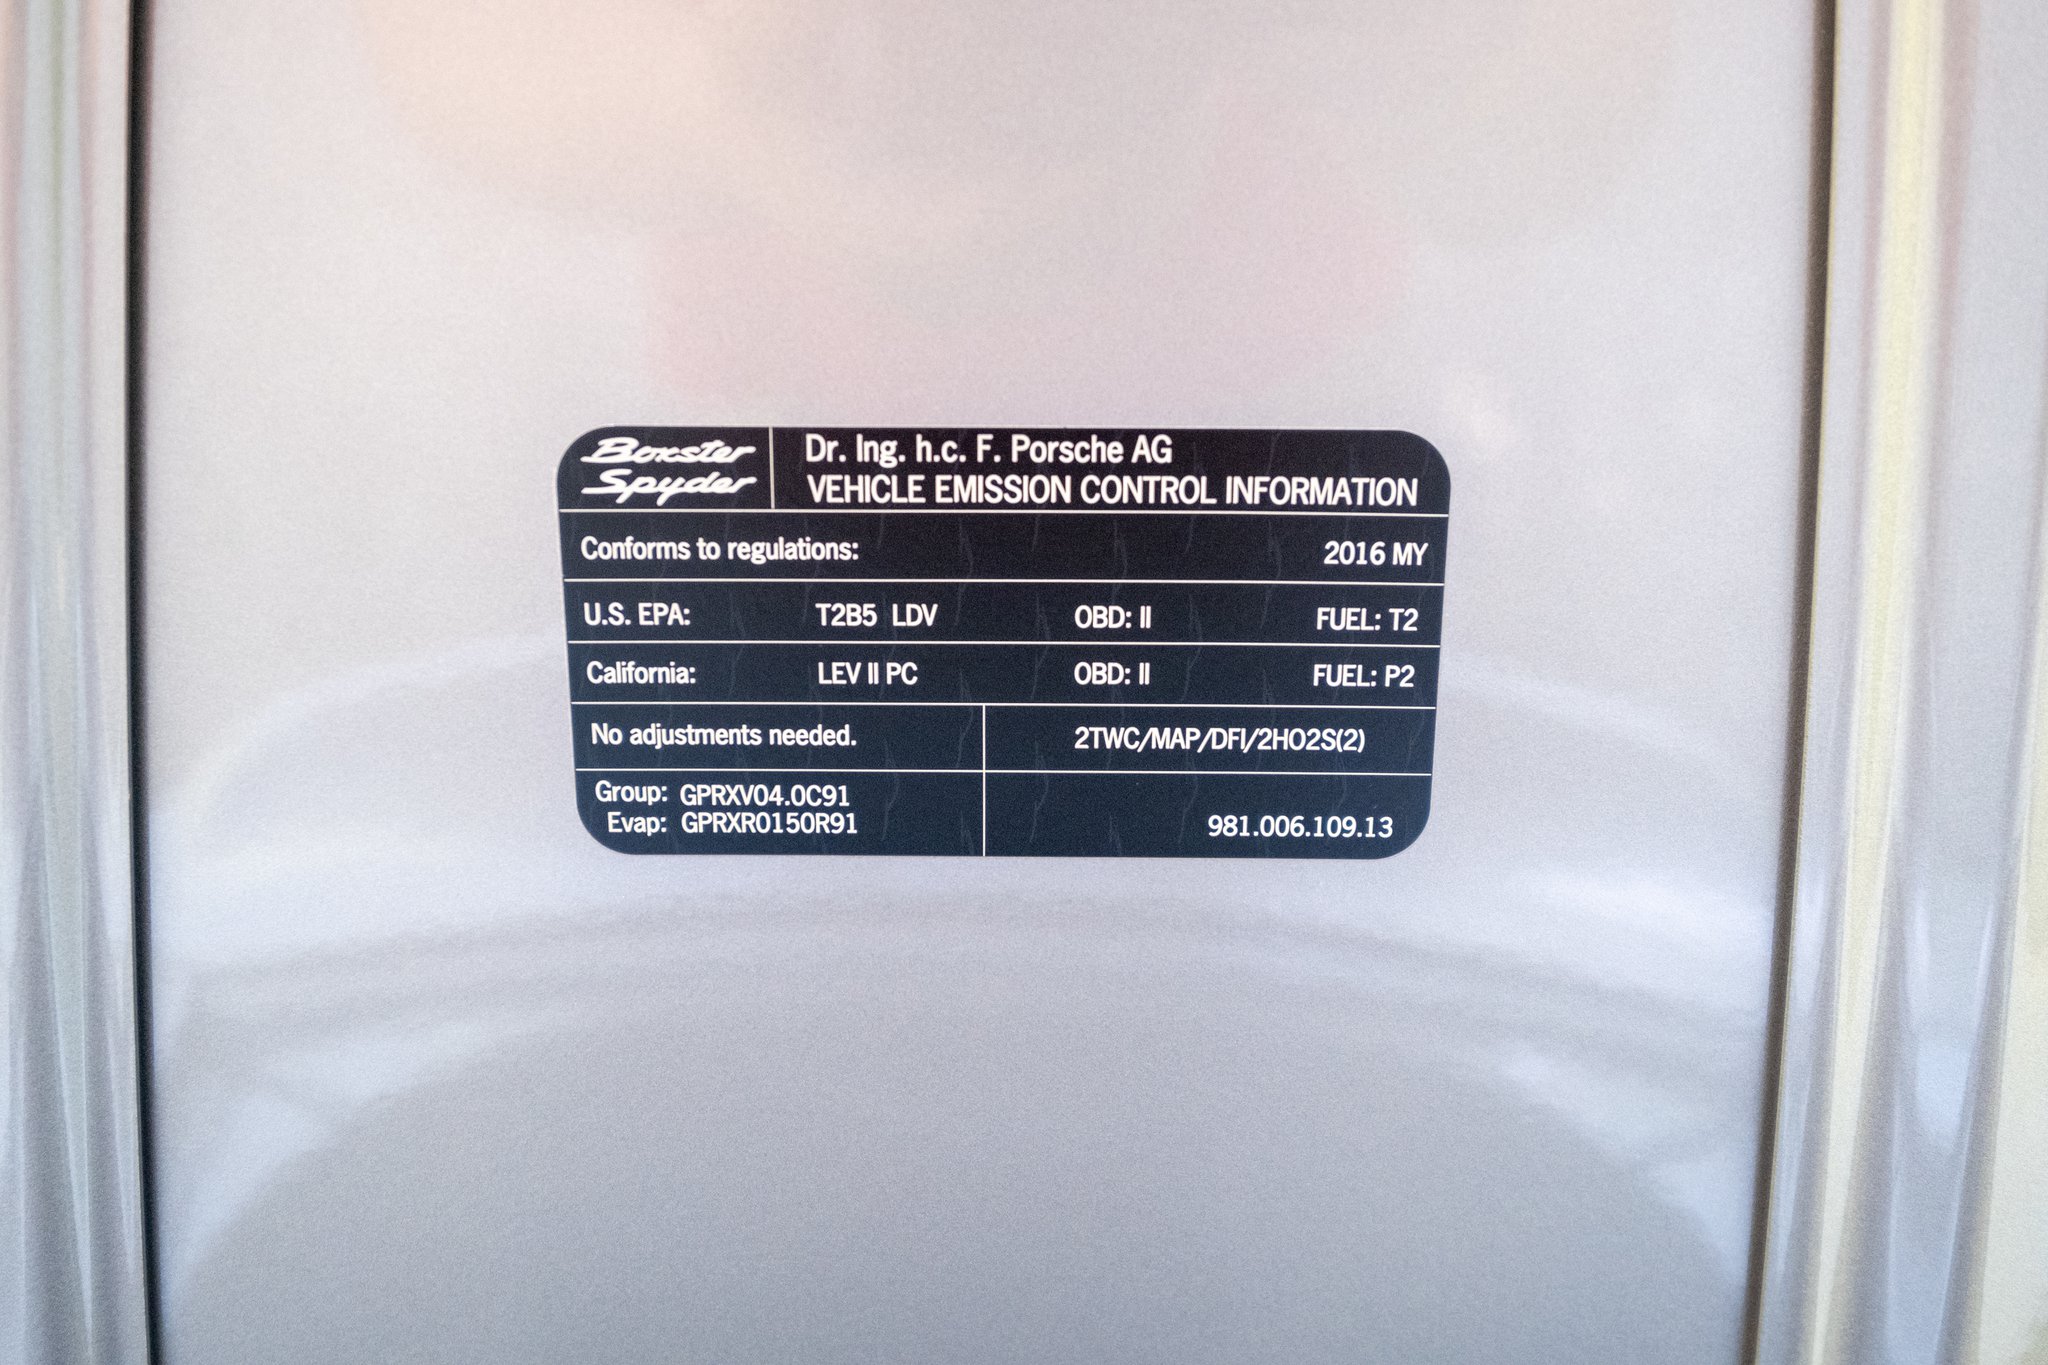 Boxster
Spyder
Dr. Ing. h.c. F. Porsche AG
VEHICLE EMISSION CONTROL INFORMATION
Conforms to regulations: 2016 MY
U.S. EPA: T2B5 LDV OBD: II FUEL: T2
California: LEV II PC OBD: II FUEL: P2
No adjustments needed. 2TWC/MAP/DFI/2HO2S(2)
Group: GPRXV04.0C91
Evap: GPRXR0150R91
981.006.109.13